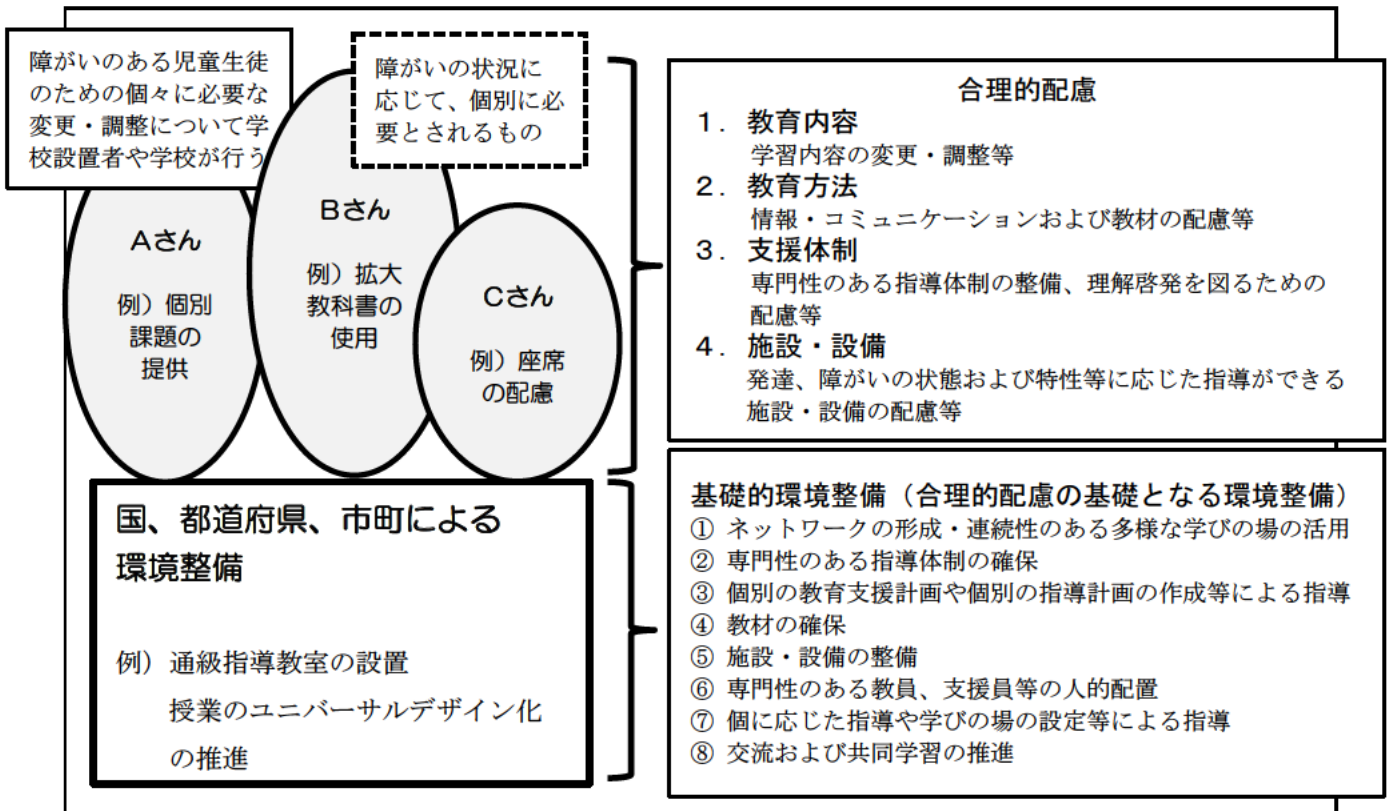 障がいのある児童生徒
のための個々に必要な
変更・調整について学
校設置者や学校が行う
障がいの状況に
応じて、個別に必
要とされるもの
Aさん
例）個別
課題の
提供
Bさん
例）拡大
教科書の
使用
Cさん
例）座席
の配慮
合理的配慮
１．教育内容
学習内容の変更・調整等
２．教育方法
情報・コミュニケーションおよび教材の配慮等
３．支援体制
専門性のある指導体制の整備、理解啓発を図るための
配慮等
４．施設・設備
発達、障がいの状態および特性等に応じた指導ができる
施設・設備の配慮等
国、都道府県、市町による
環境整備
例）通級指導教室の設置
授業のユニバーサルデザイン化
の推進
基礎的環境整備（合理的配慮の基礎となる環境整備）
① ネットワークの形成・連続性のある多様な学びの場の活用
② 専門性のある指導体制の確保
③ 個別の教育支援計画や個別の指導計画の作成等による指導
④ 教材の確保
⑤ 施設・設備の整備
⑥ 専門性のある教員、支援員等の人的配置
⑦ 個に応じた指導や学びの場の設定等による指導
⑧ 交流および共同学習の推進